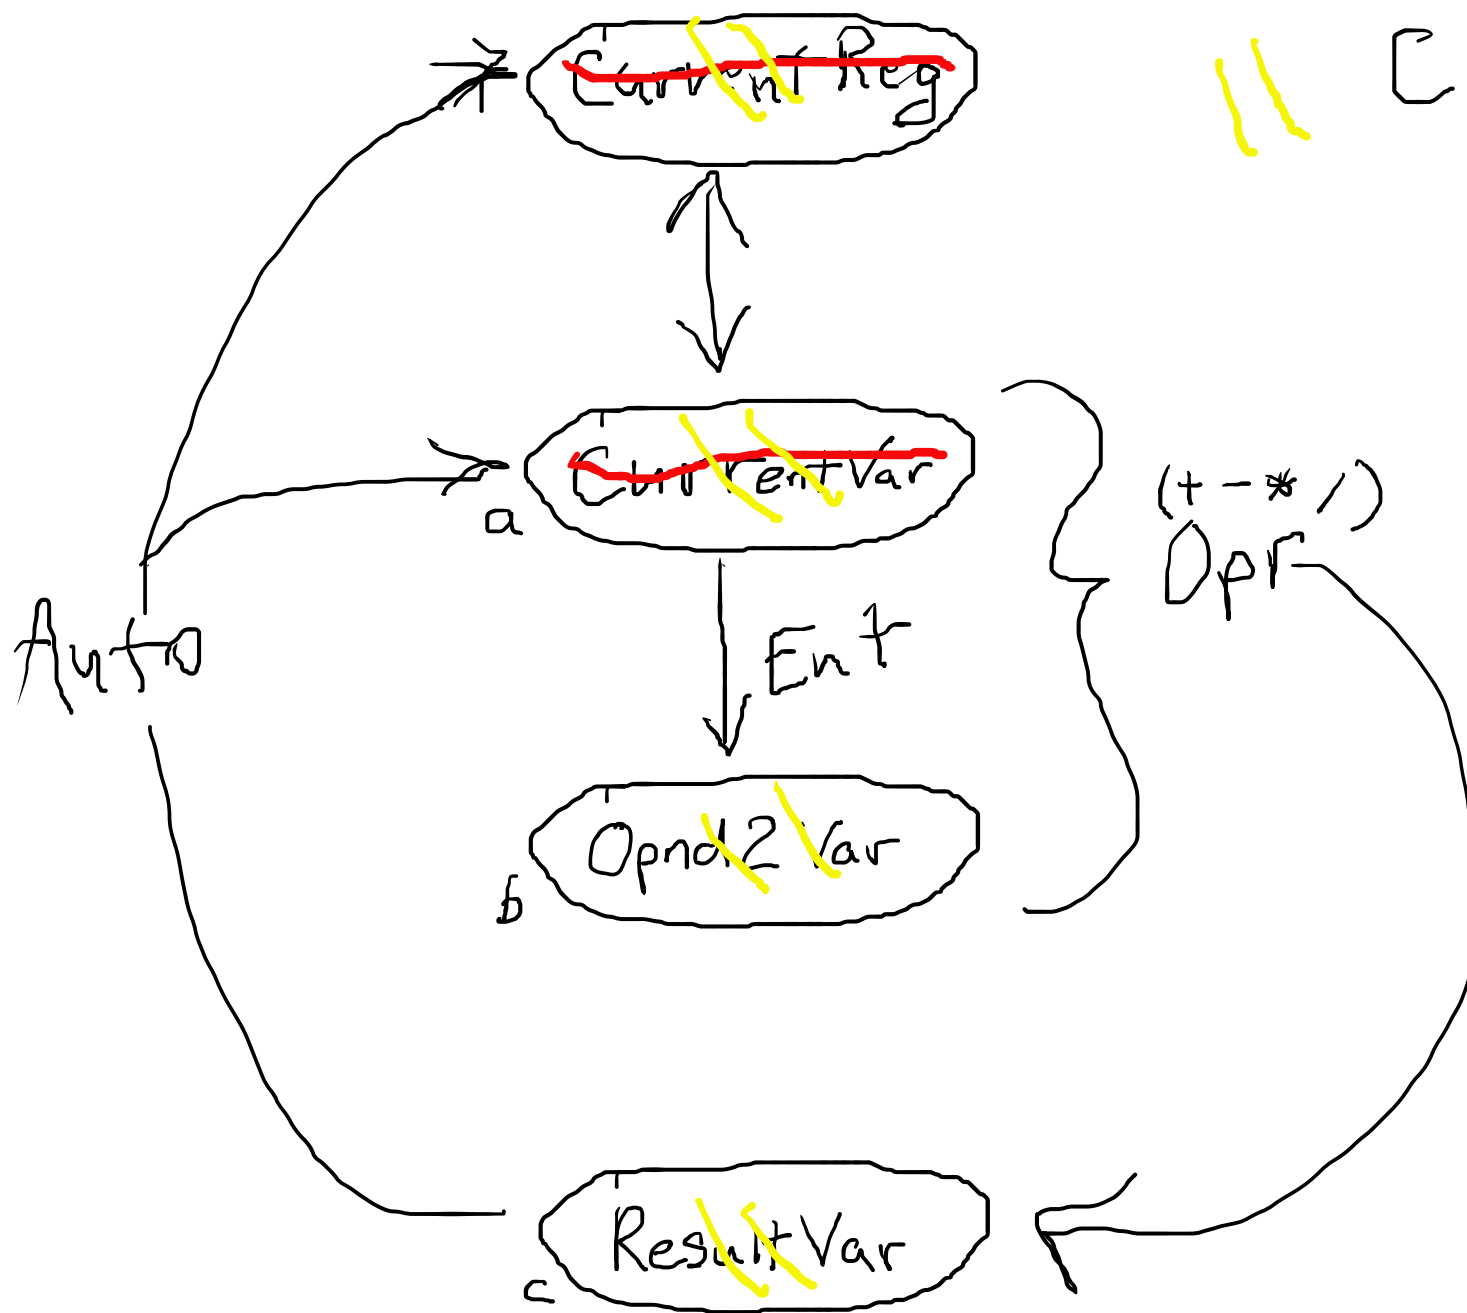 CurrentReg
C
CurrentVar
a
(+ - * /)
Opr
Auto
Ent
Opnd2Var
b
ResultVar
c